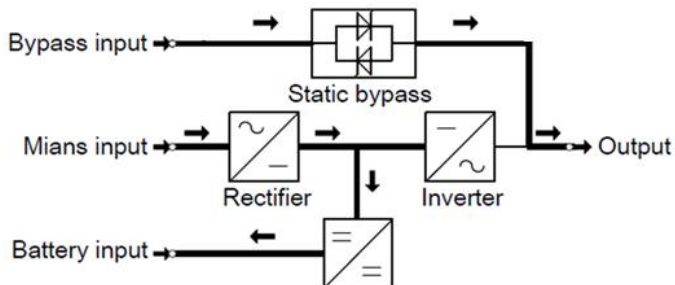 Bypass input
Static bypass
Mians input
Output
Rectifier
Inverter
Battery input